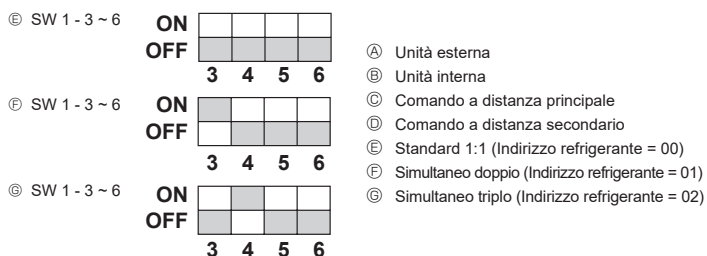 Ⓔ SW 1 - 3 ~ 6
ON
OFF
3 4 5 6
Ⓕ SW 1 - 3 ~ 6
ON
OFF
3 4 5 6
Ⓖ SW 1 - 3 ~ 6
ON
OFF
3 4 5 6
Ⓐ Unità esterna
Ⓑ Unità interna
Ⓒ Comando a distanza principale
Ⓓ Comando a distanza secondario
Ⓔ Standard 1:1 (Indirizzo refrigerante = 00)
Ⓕ Simultaneo doppio (Indirizzo refrigerante = 01)
Ⓖ Simultaneo triplo (Indirizzo refrigerante = 02)